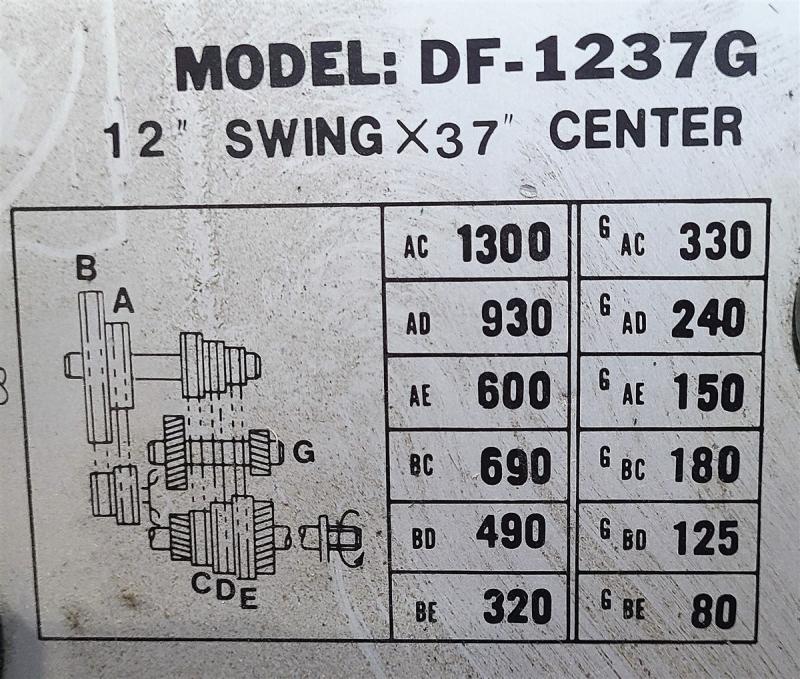 MODEL: DF-1237G
12" SWING X 37" CENTER
B
A
G
C D E
AC 1300 G AC 330
AD 930 G AD 240
AE 600 G AE 150
BC 690 G BC 180
BD 490 G BD 125
BE 320 G BE 80